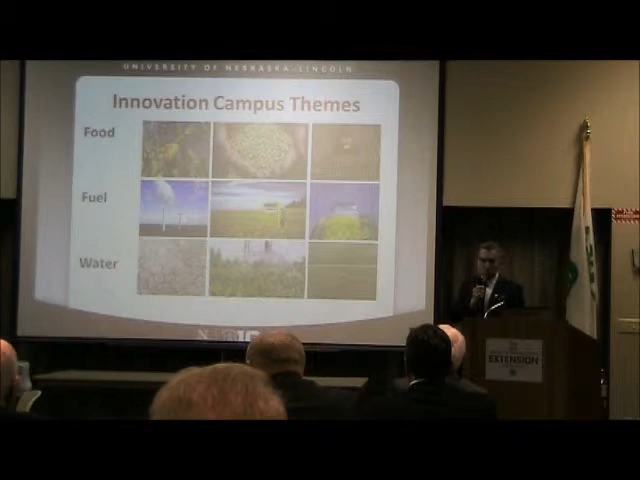 UNIVERSITY OF NEBRASKA-LINCOLN
Innovation Campus Themes
Food
Fuel
Water
EXTENSION